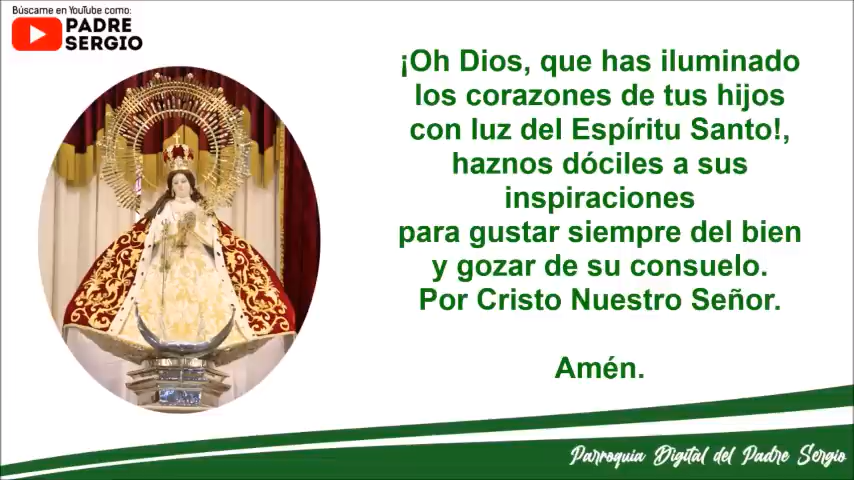 Búscame en YouTube como:
PADRE
SERGIO
¡Oh Dios, que has iluminado
los corazones de tus hijos
con luz del Espíritu Santo!,
haznos dóciles a sus
inspiraciones
para gustar siempre del bien
y gozar de su consuelo.
Por Cristo Nuestro Señor.
Amén.
Parroquia Digital del Padre Sergio